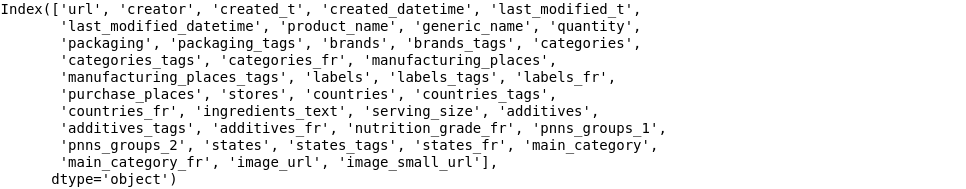 Index(['url', 'creator', 'created_t', 'created_datetime', 'last_modified_t',
       'last_modified_datetime', 'product_name', 'generic_name', 'quantity',
       'packaging', 'packaging_tags', 'brands', 'brands_tags', 'categories',
       'categories_tags', 'categories_fr', 'manufacturing_places',
       'manufacturing_places_tags', 'labels', 'labels_tags', 'labels_fr',
       'purchase_places', 'stores', 'countries', 'countries_tags',
       'countries_fr', 'ingredients_text', 'serving_size', 'additives',
       'additives_tags', 'additives_fr', 'nutrition_grade_fr', 'pnns_groups_1',
       'pnns_groups_2', 'states', 'states_tags', 'states_fr', 'main_category',
       'main_category_fr', 'image_url', 'image_small_url'],
      dtype='object')